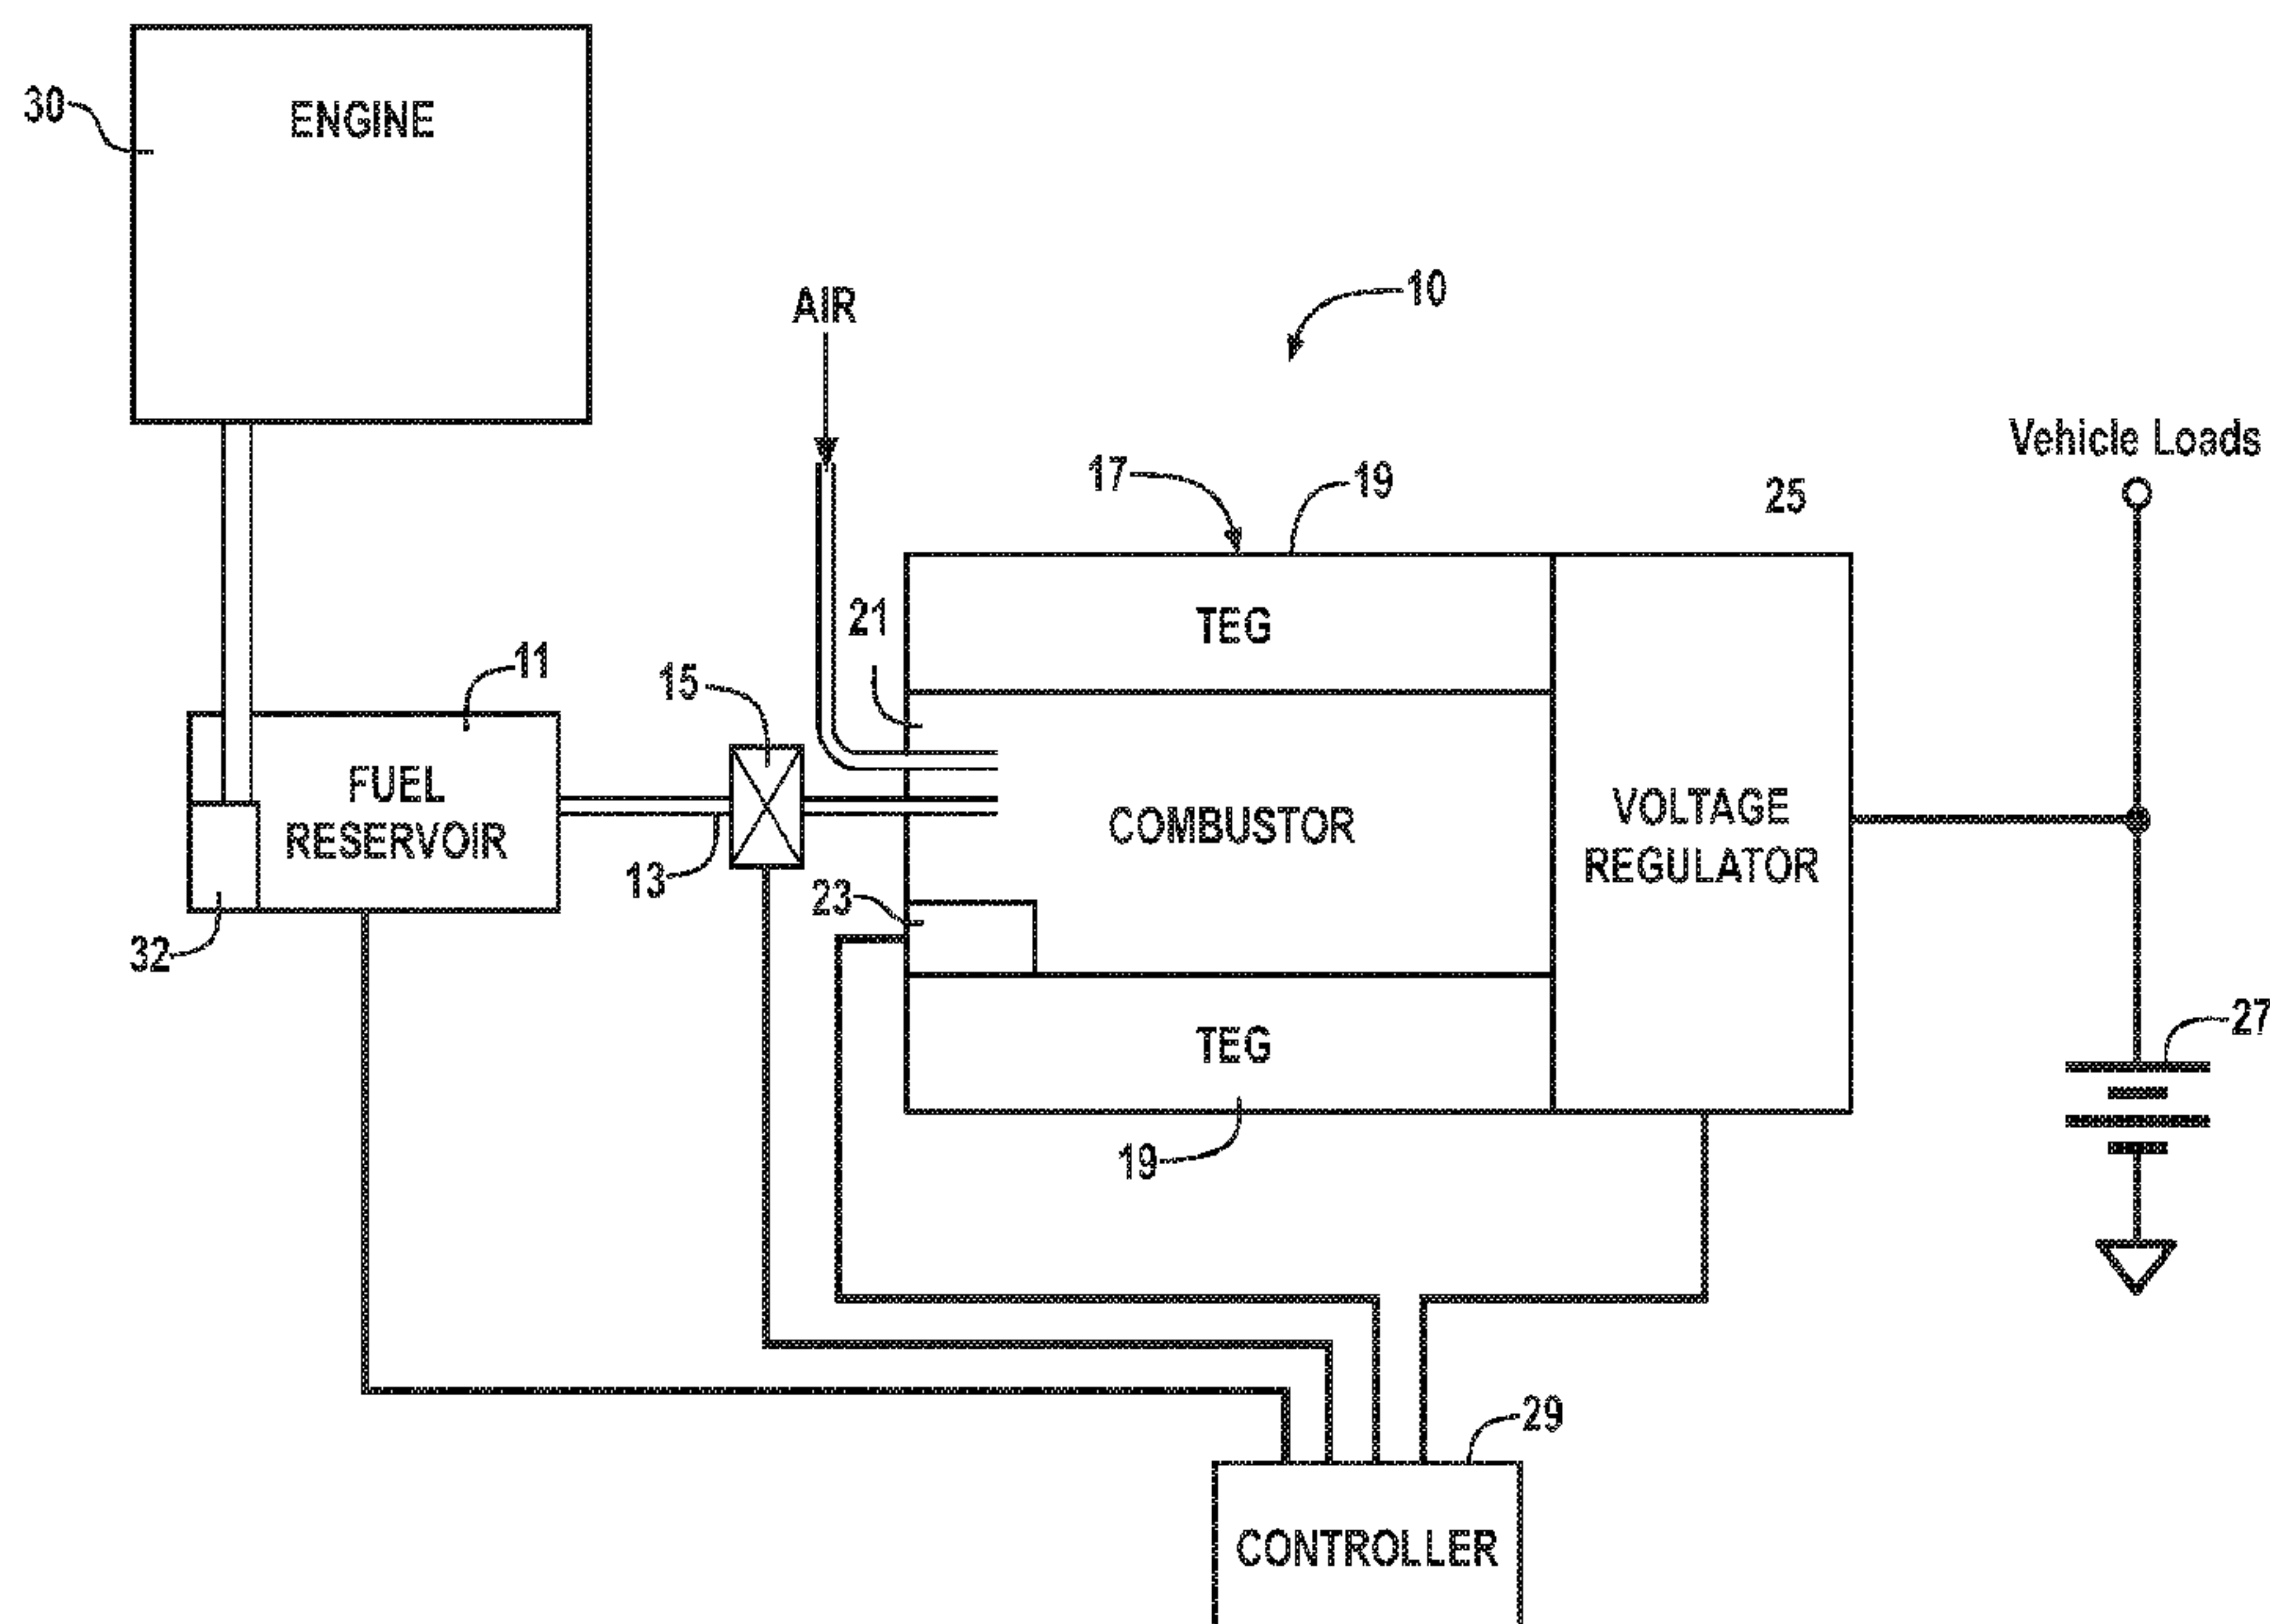 30
ENGINE
10
AIR
Vehicle Loads
17
19
25
21
TEG
11
15
FUEL
RESERVOIR
COMBUSTOR
VOLTAGE
REGULATOR
13
23
32
27
TEG
19
29
CONTROLLER